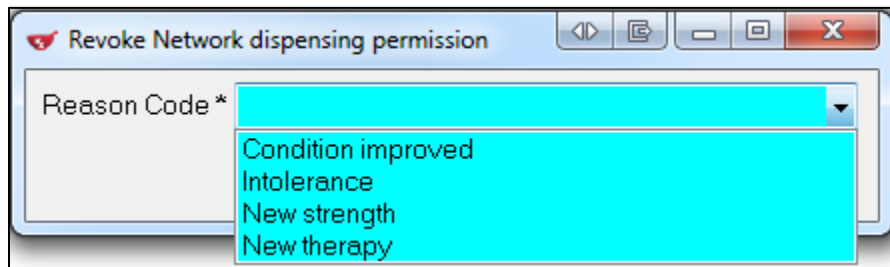 Revoke Network dispensing permission
Reason Code *
Condition improved
Intolerance
New strength
New therapy